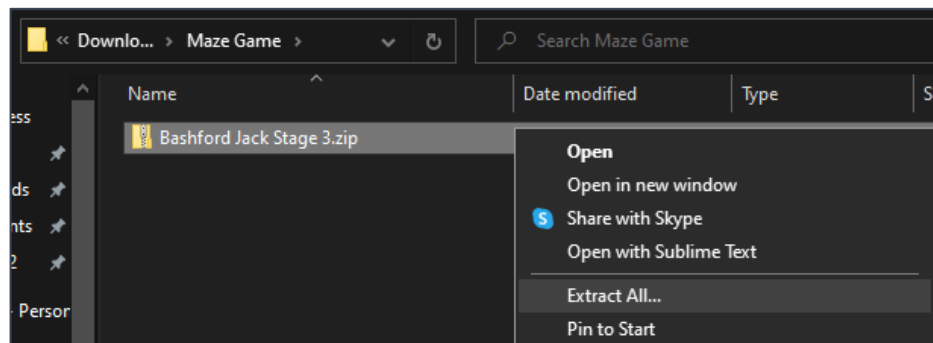 « Downlo... › Maze Game ›
Search Maze Game
Name
Date modified
Type
S
ess
Bashford Jack Stage 3.zip
Open
ds
Open in new window
nts
S Share with Skype
2
Open with Sublime Text
Extract All...
Person
Pin to Start